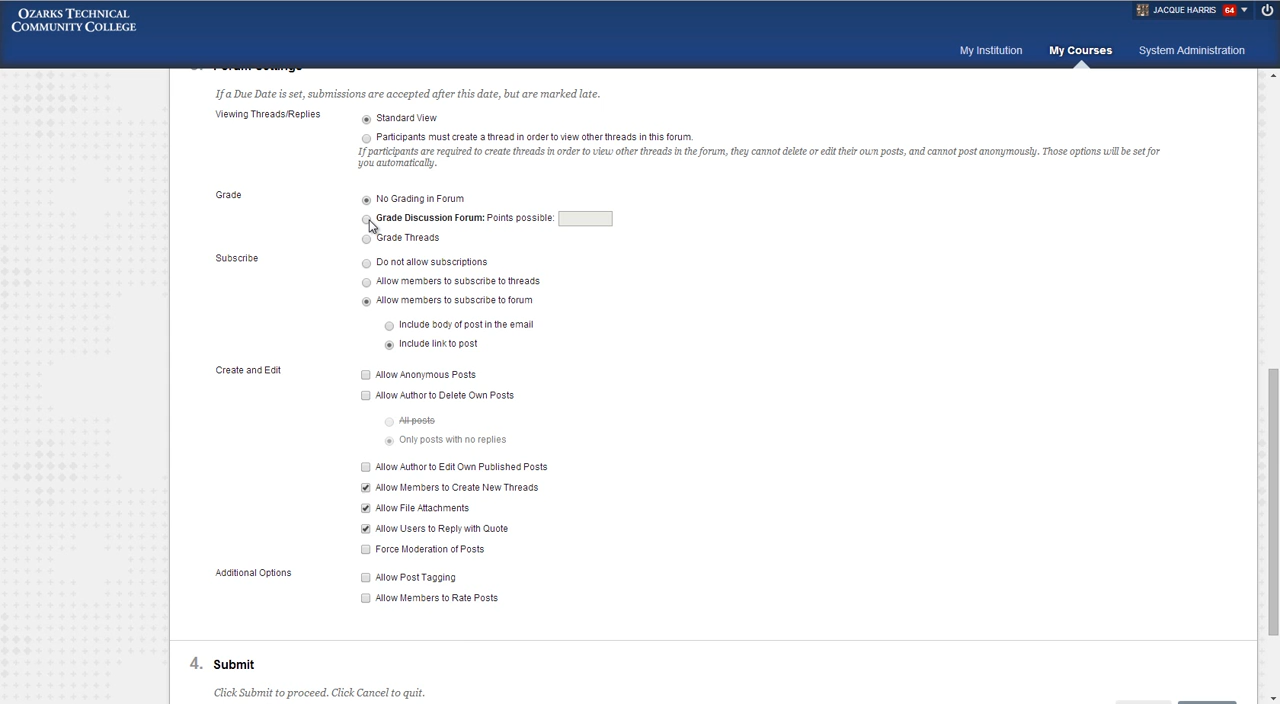 OZARKS TECHNICAL
COMMUNITY COLLEGE
JACQUE HARRIS 64
My Institution My Courses System Administration
Forum Settings
If a Due Date is set, submissions are accepted after this date, but are marked late.
Viewing Threads/Replies
Standard View
Participants must create a thread in order to view other threads in this forum.
If participants are required to create threads in order to view other threads in the forum, they cannot delete or edit their own posts, and cannot post anonymously. Those options will be set for
you automatically.
Grade
No Grading in Forum
Grade Discussion Forum: Points possible:
Grade Threads
Subscribe
Do not allow subscriptions
Allow members to subscribe to threads
Allow members to subscribe to forum
Include body of post in the email
Include link to post
Create and Edit
Allow Anonymous Posts
Allow Author to Delete Own Posts
All posts
Only posts with no replies
Allow Author to Edit Own Published Posts
Allow Members to Create New Threads
Allow File Attachments
Allow Users to Reply with Quote
Force Moderation of Posts
Additional Options
Allow Post Tagging
Allow Members to Rate Posts
4. Submit
Click Submit to proceed. Click Cancel to quit.